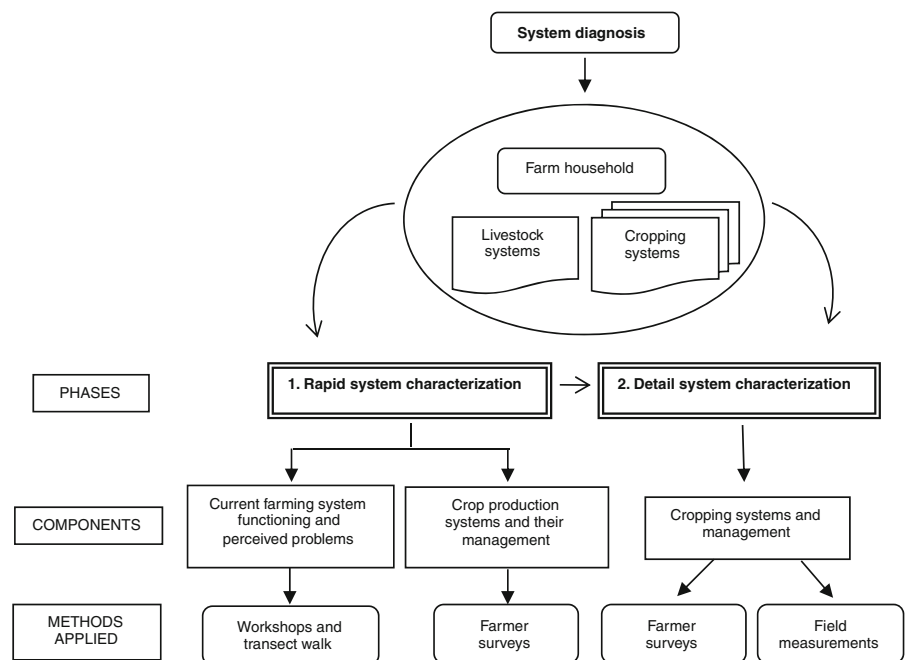 System diagnosis
Farm household
Livestock
systems
Cropping
systems
PHASES
1. Rapid system characterization
2. Detail system characterization
COMPONENTS
Current farming system
functioning and
perceived problems
Crop production
systems and their
management
Cropping systems and
management
METHODS
APPLIED
Workshops and
transect walk
Farmer
surveys
Farmer
surveys
Field
measurements